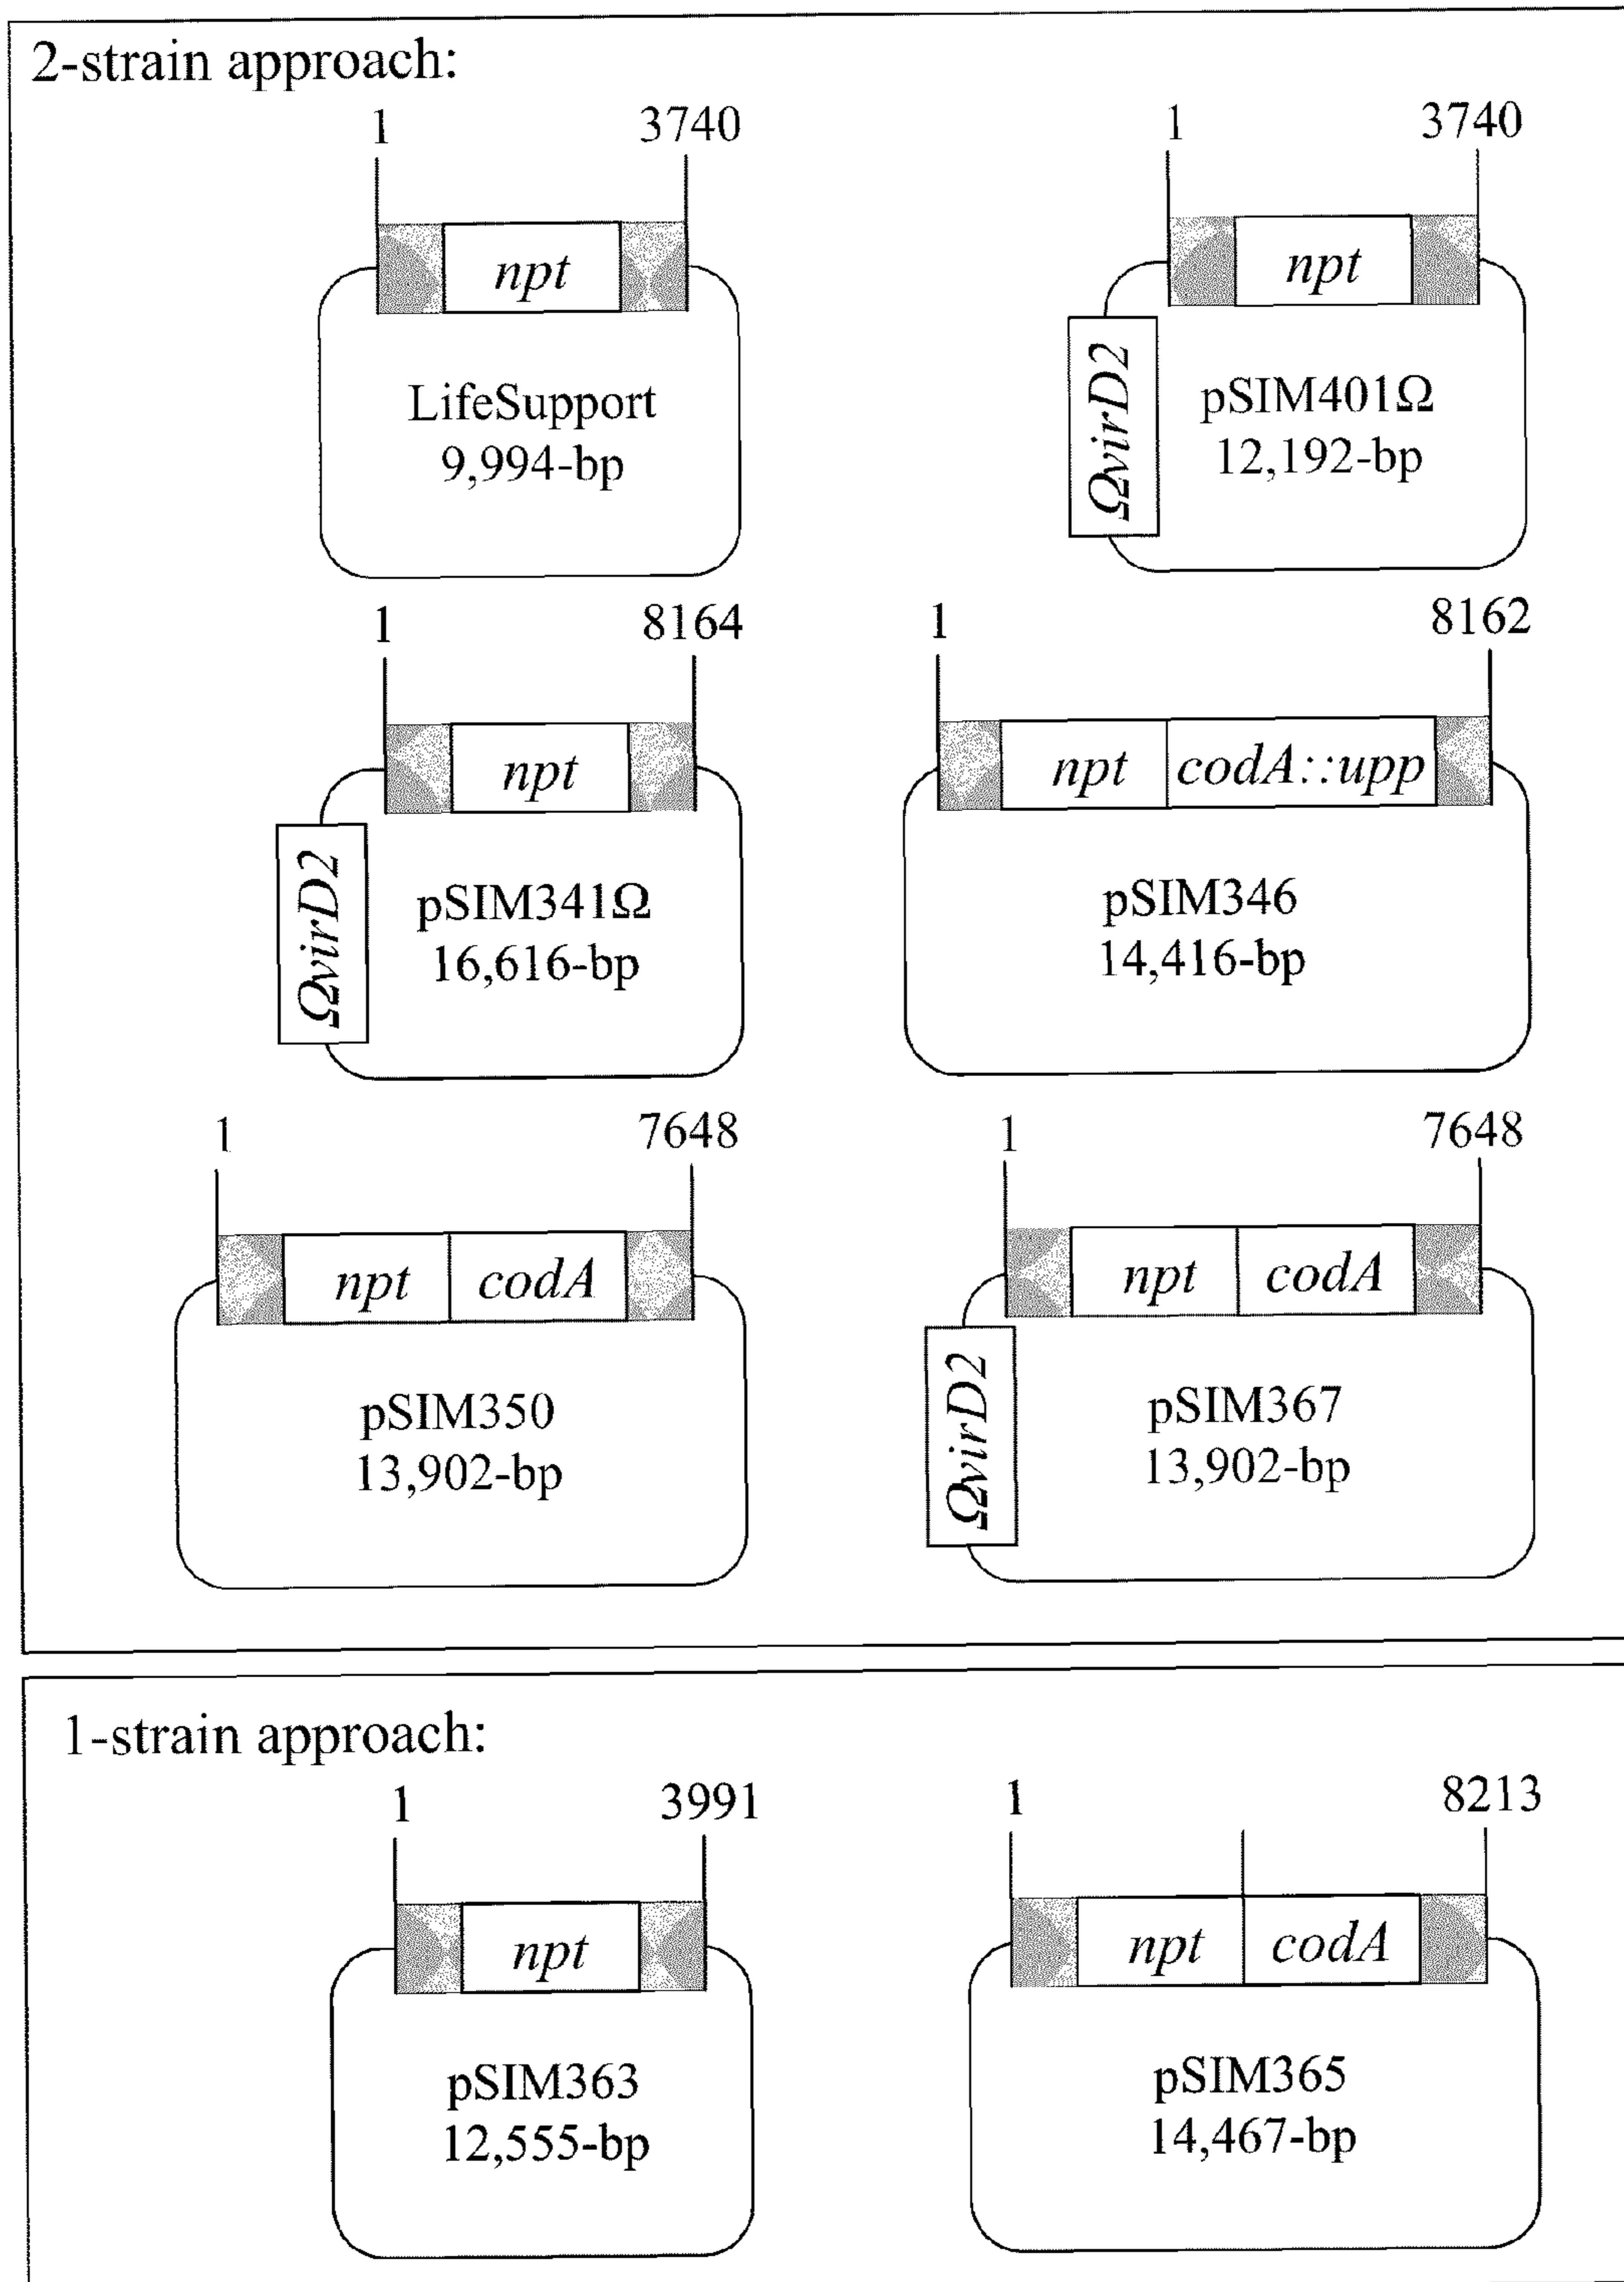 2-strain approach:
1 3740
npt
LifeSupport
9,994-bp
1 3740
npt
ΩvirD2
pSIM401Ω
12,192-bp
1 8164
npt
ΩvirD2
pSIM341Ω
16,616-bp
1 8162
npt codA::upp
pSIM346
14,416-bp
1 7648
npt codA
pSIM350
13,902-bp
1 7648
npt codA
ΩvirD2
pSIM367
13,902-bp
1-strain approach:
1 3991
npt
pSIM363
12,555-bp
1 8213
npt codA
pSIM365
14,467-bp